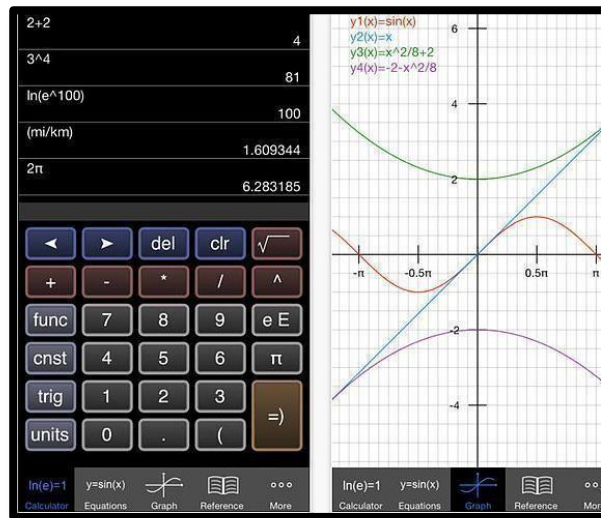 2+2
4
3^4
81
ln(e^100)
100
(mi/km)
1.609344
2π
6.283185
◄ ► del clr √
+ - * / ^
func 7 8 9 e E
cnst 4 5 6 π
trig 1 2 3 =)
units 0 . (
ln(e)=1 y=sin(x)
Calculator Equations Graph Reference More
y1(x)=sin(x)
y2(x)=x
y3(x)=x^2/8+2
y4(x)=-2-x^2/8
6
4
2
-π -0.5π 0.5π π
-2
-4
ln(e)=1 y=sin(x)
Calculator Equations Graph Reference More